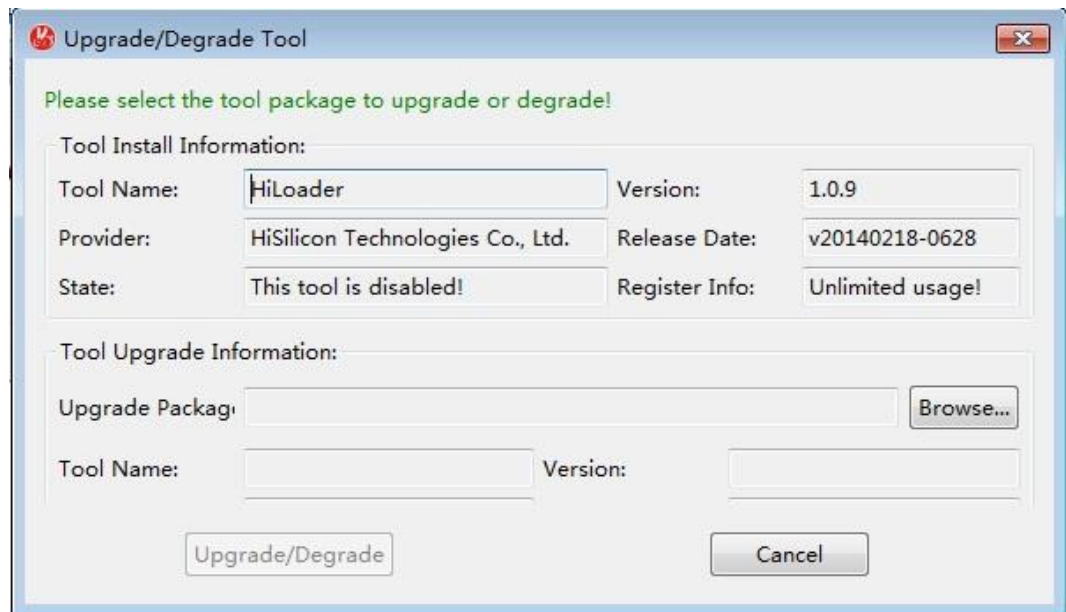 Upgrade/Degrade Tool
Please select the tool package to upgrade or degrade!
Tool Install Information:
Tool Name: HiLoader Version: 1.0.9
Provider: HiSilicon Technologies Co., Ltd. Release Date: v20140218-0628
State: This tool is disabled! Register Info: Unlimited usage!
Tool Upgrade Information:
Upgrade Packag Browse...
Tool Name: Version:
Upgrade/Degrade Cancel